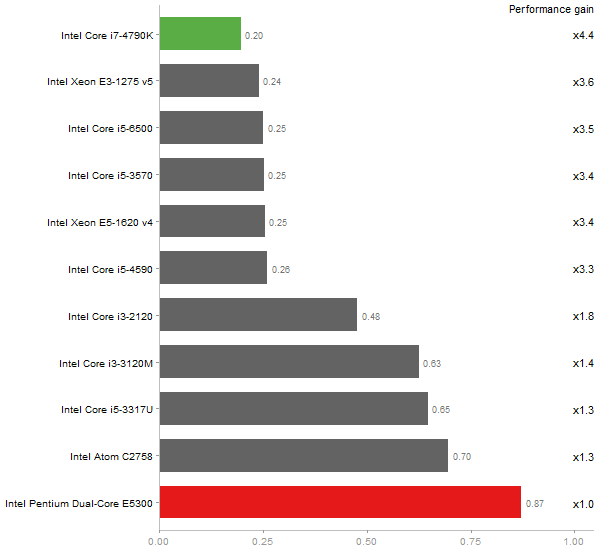 Performance gain
Intel Core i7-4790K 0.20 x4.4
Intel Xeon E3-1275 v5 0.24 x3.6
Intel Core i5-6500 0.25 x3.5
Intel Core i5-3570 0.25 x3.4
Intel Xeon E5-1620 v4 0.25 x3.4
Intel Core i5-4590 0.26 x3.3
Intel Core i3-2120 0.48 x1.8
Intel Core i3-3120M 0.63 x1.4
Intel Core i5-3317U 0.65 x1.3
Intel Atom C2758 0.70 x1.3
Intel Pentium Dual-Core E5300 0.87 x1.0
0.00 0.25 0.50 0.75 1.00